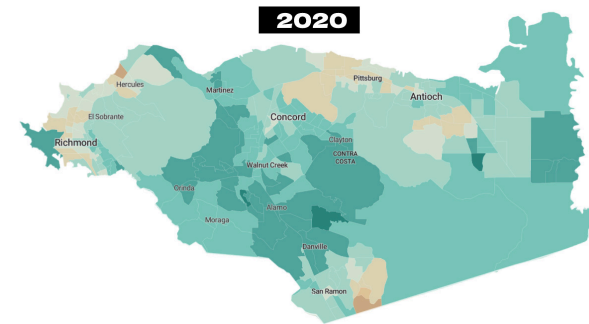 2020
Hercules
Martinez
Pittsburg
Antioch
El Sobrante
Concord
Richmond
Clayton
CONTRA
COSTA
Walnut Creek
Orinda
Alamo
Moraga
Danville
San Ramon